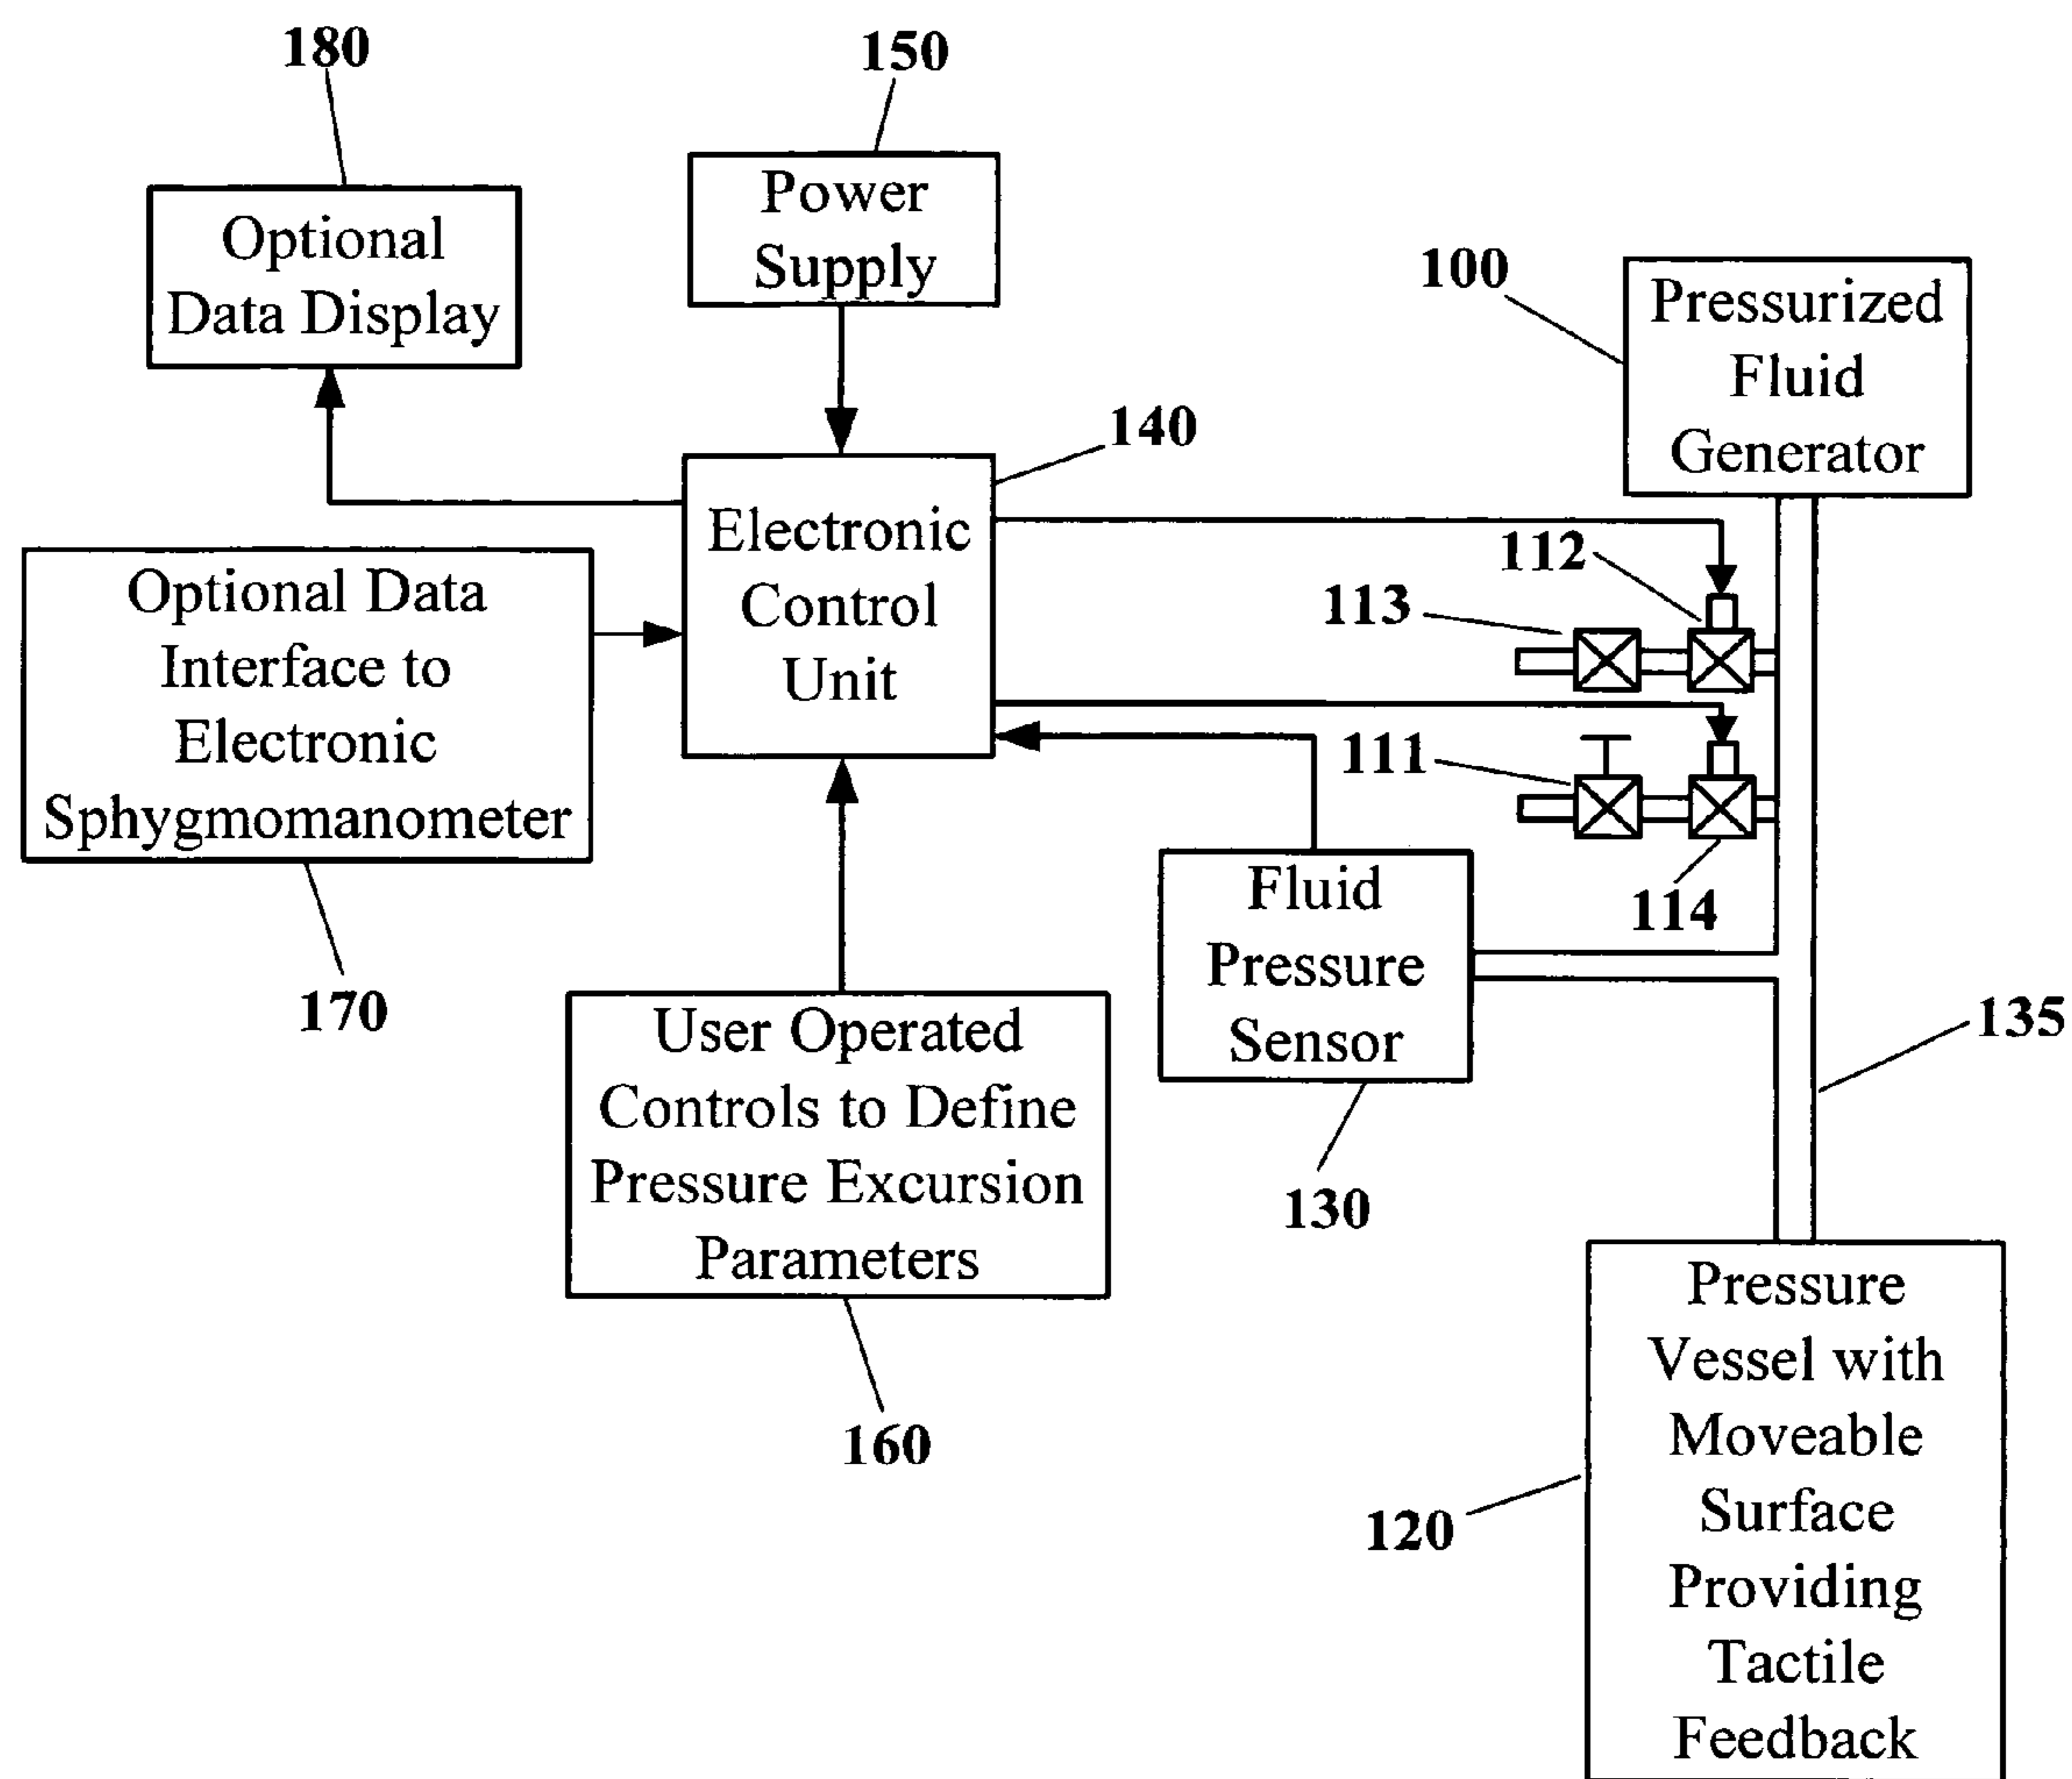 180
150
Optional
Data Display
Power
Supply
100
Pressurized
Fluid
Generator
140
Electronic
Control
Unit
112
113
111
114
Optional Data
Interface to
Electronic
Sphygmomanometer
170
Fluid
Pressure
Sensor
130
135
User Operated
Controls to Define
Pressure Excursion
Parameters
160
Pressure
Vessel with
Moveable
Surface
Providing
Tactile
Feedback
120